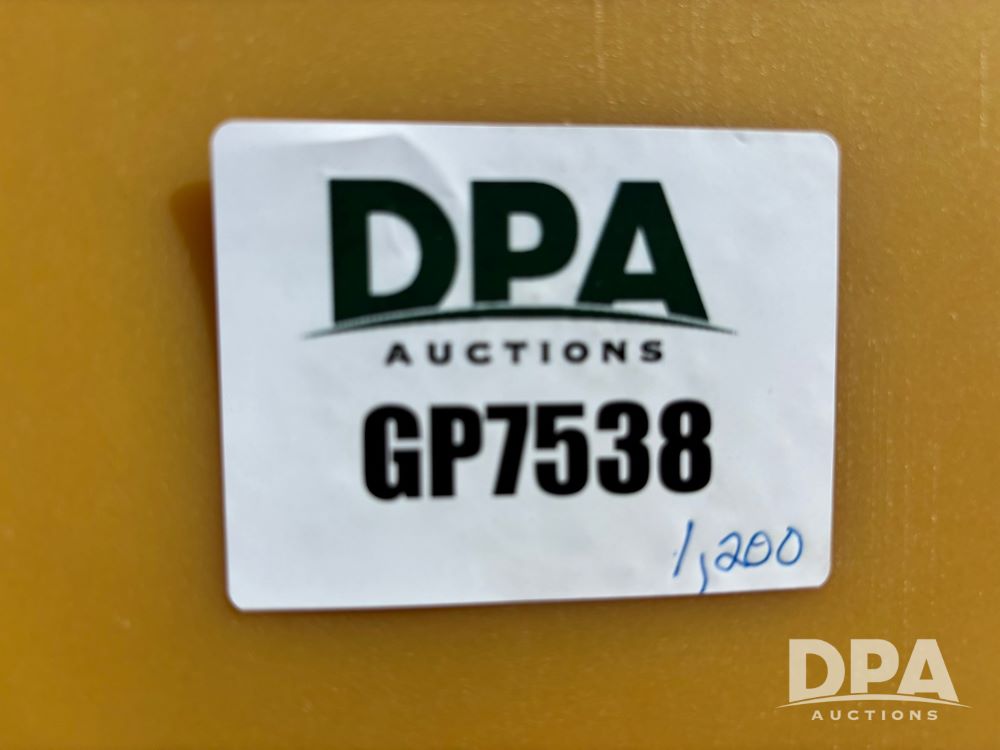 DPA
AUCTIONS
GP7538
1,200
DPA
AUCTIONS